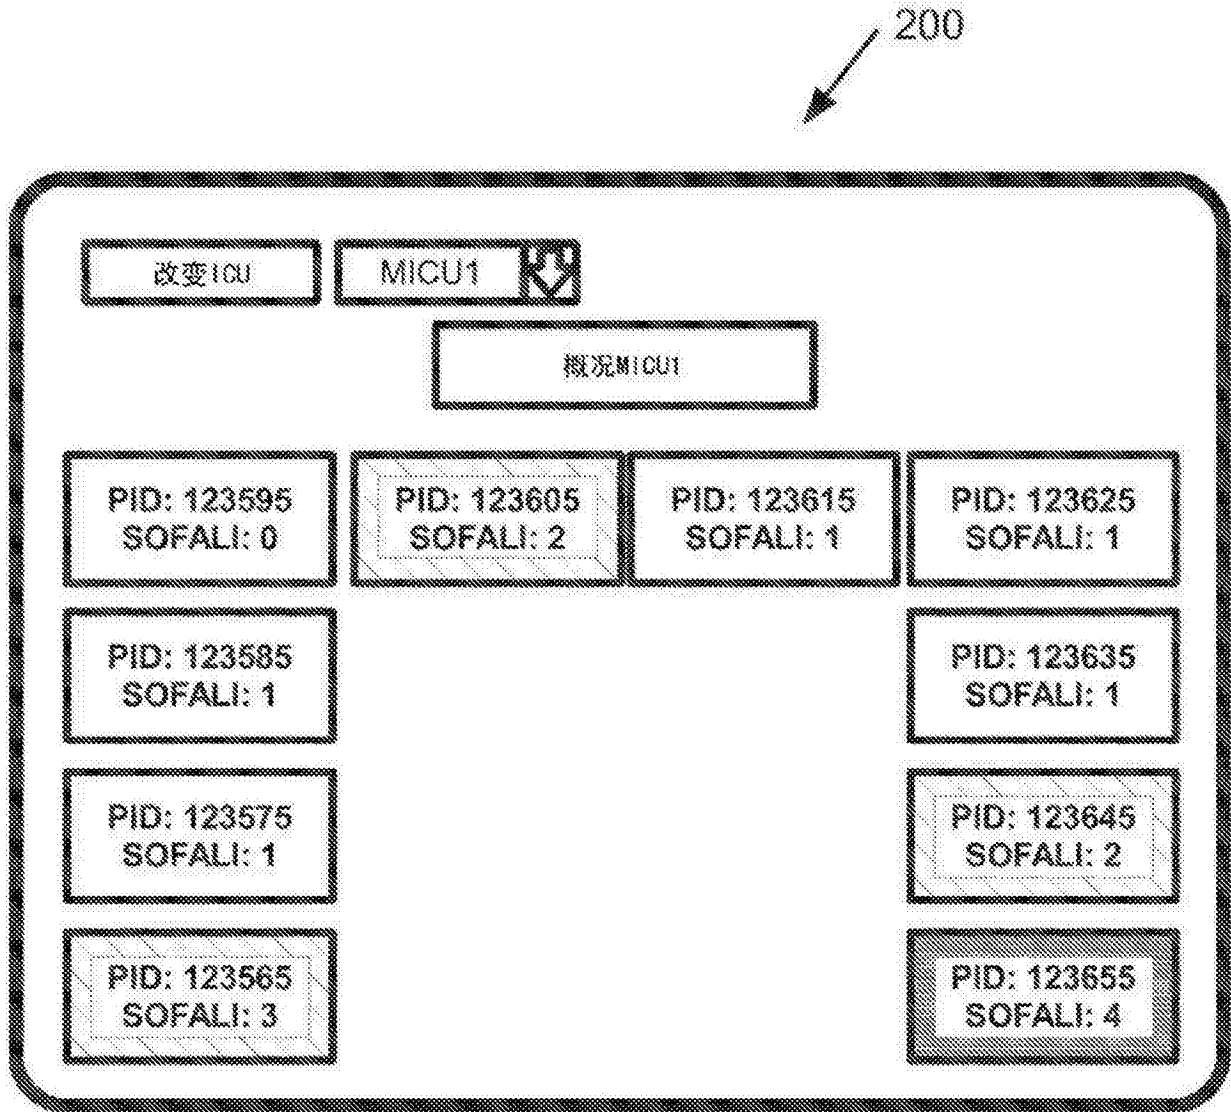 200
改变ICU
MICU1
概况MICU1
PID: 123595
SOFALI: 0
PID: 123605
SOFALI: 2
PID: 123615
SOFALI: 1
PID: 123625
SOFALI: 1
PID: 123585
SOFALI: 1
PID: 123635
SOFALI: 1
PID: 123575
SOFALI: 1
PID: 123645
SOFALI: 2
PID: 123565
SOFALI: 3
PID: 123655
SOFALI: 4